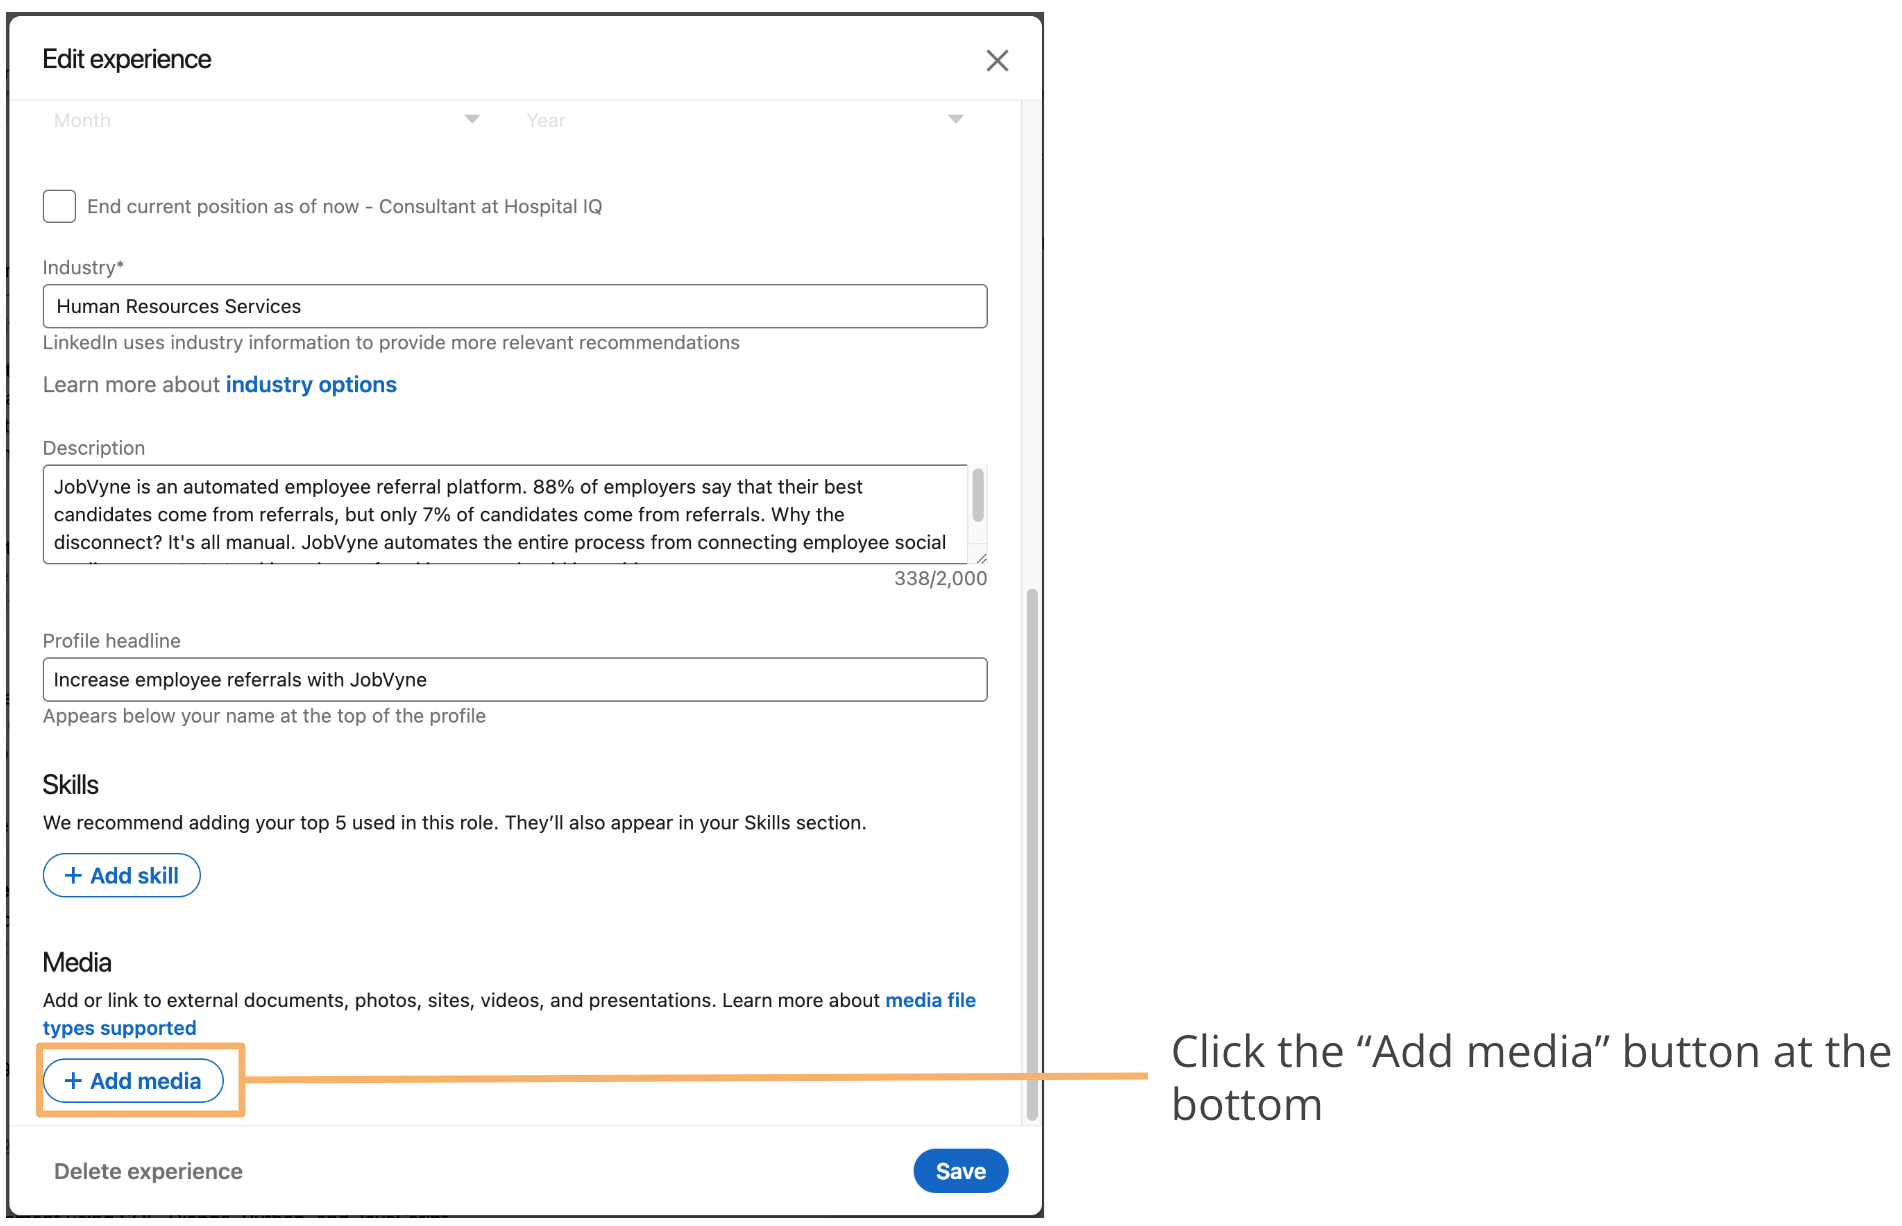 Edit experience
Month Year
End current position as of now - Consultant at Hospital IQ
Industry*
Human Resources Services
LinkedIn uses industry information to provide more relevant recommendations
Learn more about industry options
Description
JobVyne is an automated employee referral platform. 88% of employers say that their best
candidates come from referrals, but only 7% of candidates come from referrals. Why the
disconnect? It's all manual. JobVyne automates the entire process from connecting employee social
338/2,000
Profile headline
Increase employee referrals with JobVyne
Appears below your name at the top of the profile
Skills
We recommend adding your top 5 used in this role. They’ll also appear in your Skills section.
+ Add skill
Media
Add or link to external documents, photos, sites, videos, and presentations. Learn more about media file
types supported
+ Add media
Click the “Add media” button at the
bottom
Delete experience
Save